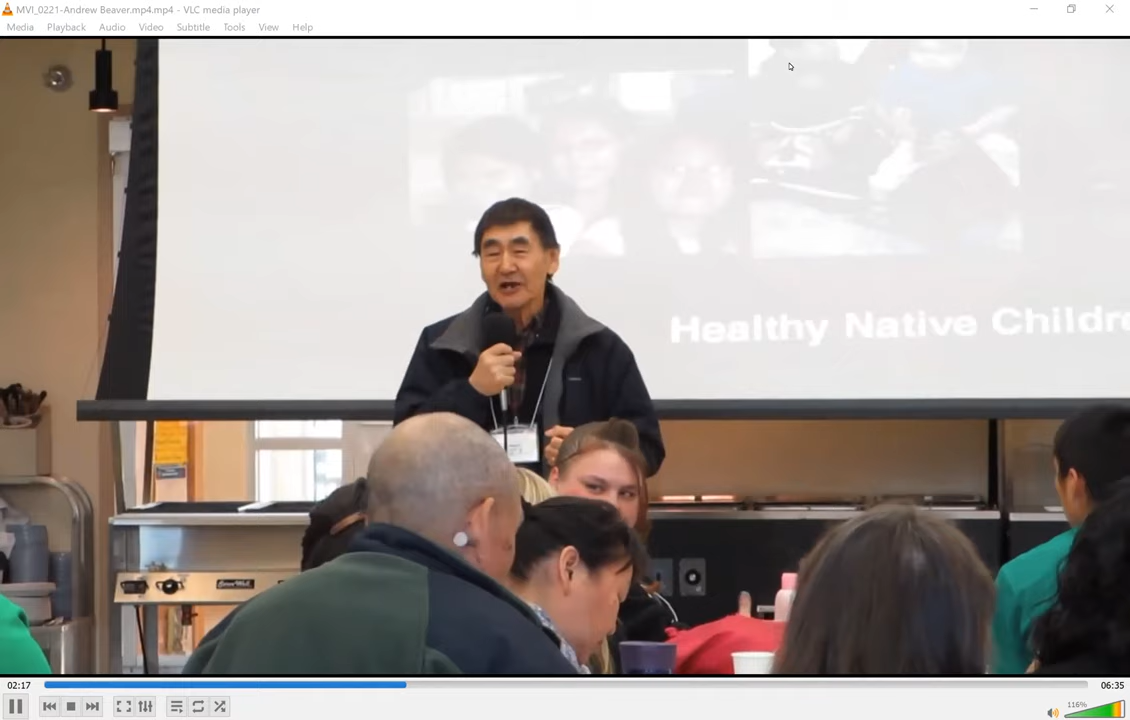 MVI_0221-Andrew Beaver.mp4.mp4 - VLC media player
Media Playback Audio Video Subtitle Tools View Help
Healthy Native Childre
02:17
06:35
116%